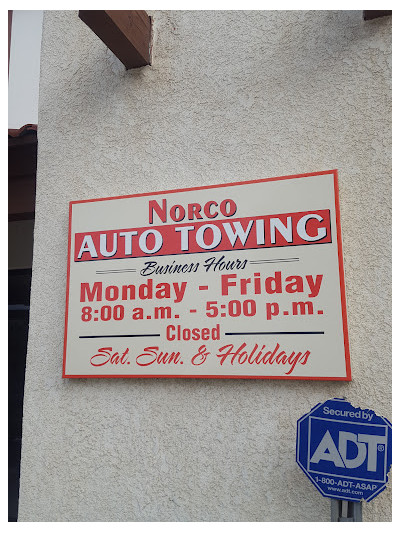 NORCO
AUTO TOWING
Business Hours
Monday - Friday
8:00 a.m. - 5:00 p.m.
Closed
Sat. Sun. & Holidays
Secured by
ADT
1-800-ADT-ASAP
www.adt.com